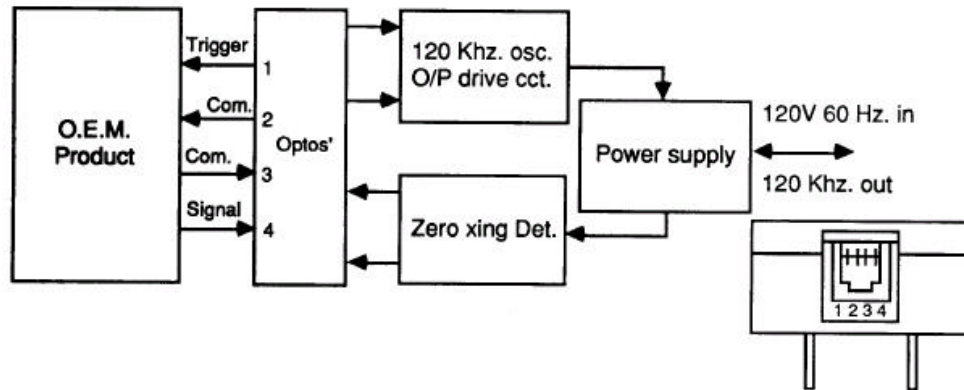 Trigger
1
120 Khz. osc.
O/P drive cct.
Com.
2
O.E.M.
Product
Optos'
Power supply
120V 60 Hz. in
120 Khz. out
Com.
3
Signal
4
Zero xing Det.
1 2 3 4